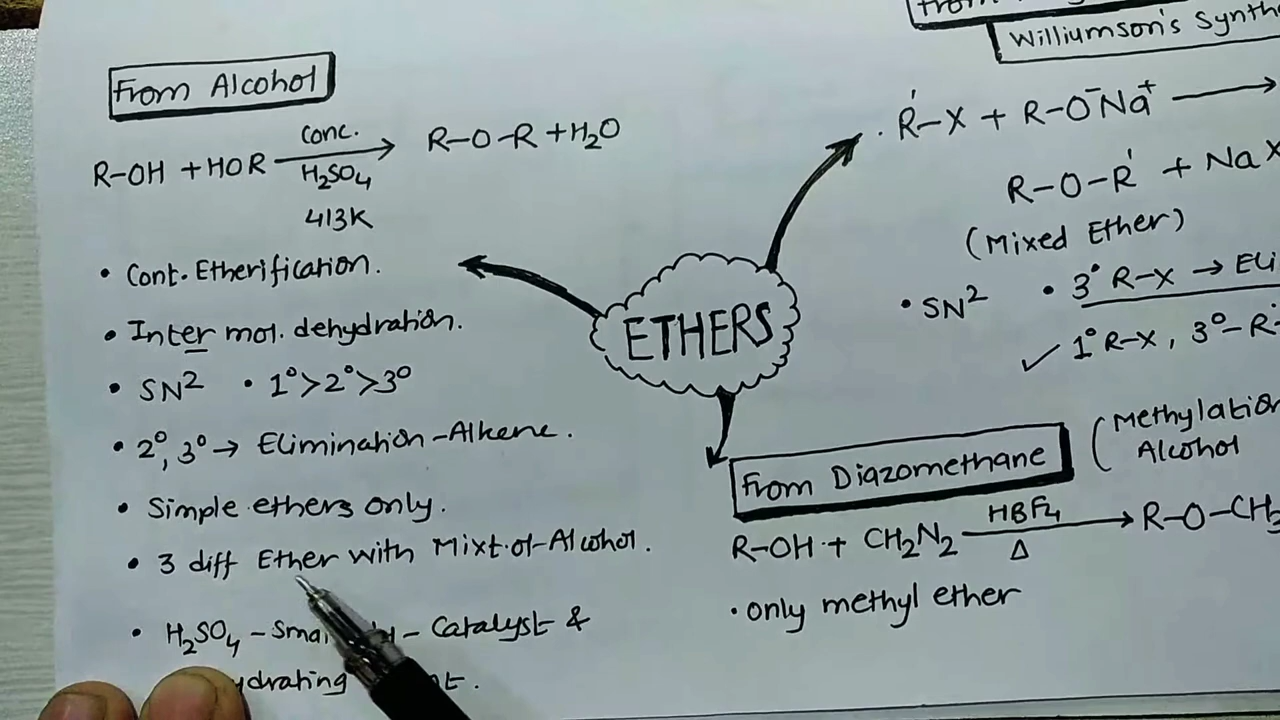 From Alcohol
R-OH + HOR conc. H₂SO₄ 413K → R-O-R + H₂O
• Cont. Etherification.
• Inter mol. dehydration.
• SN² • 1°>2°>3°
• 2°, 3° → Elimination-Alkene.
• Simple ethers only.
• 3 diff Ether with Mixt. of-Alcohol.
• H₂SO₄ - - Catalyst &
ETHERS
Williumson's Synthe
R'-X + R-O⁻Na⁺ →
R-O-R' + NaX
(Mixed Ether)
• SN² • 3° R-X → Eli
✓ 1° R-X, 3°-R-
From Diazomethane (Methylation
Alcohol
R-OH + CH₂N₂ HBF₄ Δ → R-O-CH₃
• only methyl ether